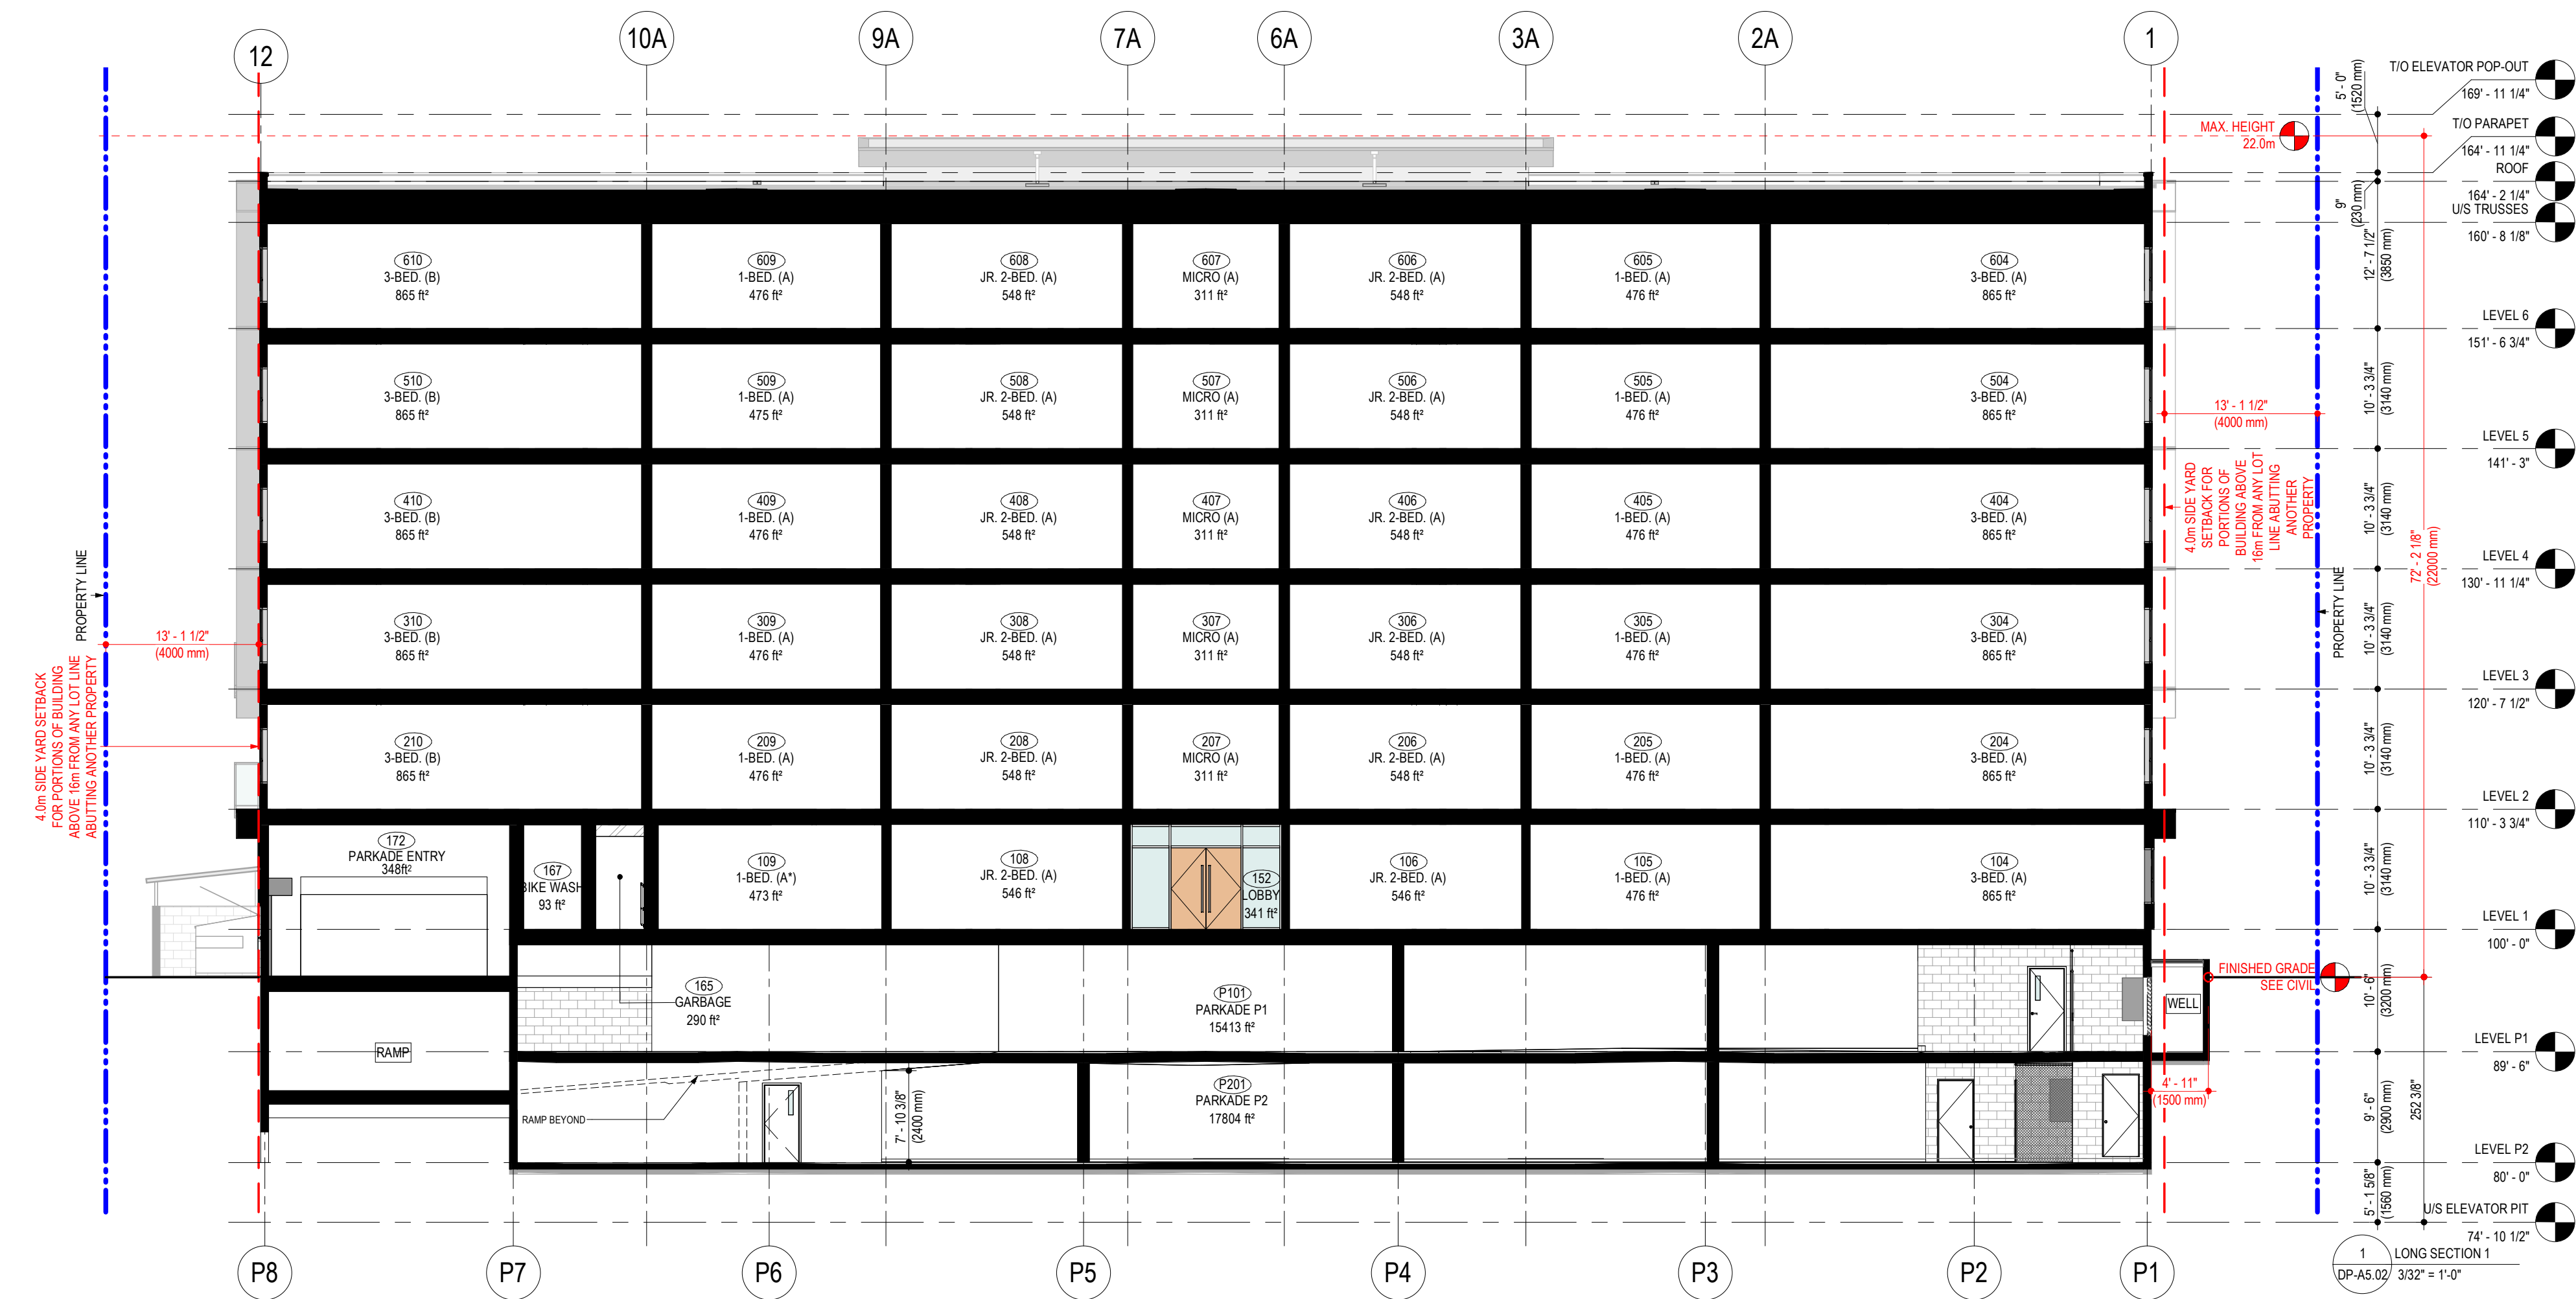 12
10A
9A
7A
6A
3A
2A
1
T/O ELEVATOR POP-OUT
169' - 11 1/4"
5' - 0"
(1520 mm)
MAX. HEIGHT
22.0m
T/O PARAPET
164' - 11 1/4"
ROOF
164' - 2 1/4"
9"
(230 mm)
U/S TRUSSES
160' - 8 1/8"
12' - 7 1/2"
(3850 mm)
610
3-BED. (B)
865 ft²
609
1-BED. (A)
476 ft²
608
JR. 2-BED. (A)
548 ft²
607
MICRO (A)
311 ft²
606
JR. 2-BED. (A)
548 ft²
605
1-BED. (A)
476 ft²
604
3-BED. (A)
865 ft²
LEVEL 6
151' - 6 3/4"
10' - 3 3/4"
(3140 mm)
510
3-BED. (B)
865 ft²
509
1-BED. (A)
475 ft²
508
JR. 2-BED. (A)
548 ft²
507
MICRO (A)
311 ft²
506
JR. 2-BED. (A)
548 ft²
505
1-BED. (A)
476 ft²
504
3-BED. (A)
865 ft²
13' - 1 1/2"
(4000 mm)
LEVEL 5
141' - 3"
10' - 3 3/4"
(3140 mm)
410
3-BED. (B)
865 ft²
409
1-BED. (A)
476 ft²
408
JR. 2-BED. (A)
548 ft²
407
MICRO (A)
311 ft²
406
JR. 2-BED. (A)
548 ft²
405
1-BED. (A)
476 ft²
404
3-BED. (A)
865 ft²
4.0m SIDE YARD
SETBACK FOR
PORTIONS OF
BUILDING ABOVE
16m FROM ANY LOT
LINE ABUTTING
ANOTHER
PROPERTY
72' - 2 1/8"
(22000 mm)
LEVEL 4
130' - 11 1/4"
10' - 3 3/4"
(3140 mm)
PROPERTY LINE
PROPERTY LINE
13' - 1 1/2"
(4000 mm)
310
3-BED. (B)
865 ft²
309
1-BED. (A)
476 ft²
308
JR. 2-BED. (A)
548 ft²
307
MICRO (A)
311 ft²
306
JR. 2-BED. (A)
548 ft²
305
1-BED. (A)
476 ft²
304
3-BED. (A)
865 ft²
LEVEL 3
120' - 7 1/2"
10' - 3 3/4"
(3140 mm)
4.0m SIDE YARD SETBACK
FOR PORTIONS OF BUILDING
ABOVE 16m FROM ANY LOT LINE
ABUTTING ANOTHER PROPERTY
210
3-BED. (B)
865 ft²
209
1-BED. (A)
476 ft²
208
JR. 2-BED. (A)
548 ft²
207
MICRO (A)
311 ft²
206
JR. 2-BED. (A)
548 ft²
205
1-BED. (A)
476 ft²
204
3-BED. (A)
865 ft²
LEVEL 2
110' - 3 3/4"
10' - 3 3/4"
(3140 mm)
172
PARKADE ENTRY
348ft²
167
BIKE WASH
93 ft²
109
1-BED. (A*)
473 ft²
108
JR. 2-BED. (A)
546 ft²
152
LOBBY
341 ft²
106
JR. 2-BED. (A)
546 ft²
105
1-BED. (A)
476 ft²
104
3-BED. (A)
865 ft²
LEVEL 1
100' - 0"
FINISHED GRADE
SEE CIVIL
10' - 6"
(3200 mm)
165
GARBAGE
290 ft²
P101
PARKADE P1
15413 ft²
WELL
RAMP
LEVEL P1
89' - 6"
RAMP BEYOND
7' - 10 3/8"
(2400 mm)
P201
PARKADE P2
17804 ft²
4' - 11"
(1500 mm)
9' - 6"
(2900 mm)
252 3/8"
LEVEL P2
80' - 0"
5' - 1 5/8"
(1560 mm)
U/S ELEVATOR PIT
74' - 10 1/2"
P8
P7
P6
P5
P4
P3
P2
P1
1
LONG SECTION 1
DP-A5.02
3/32" = 1'-0"